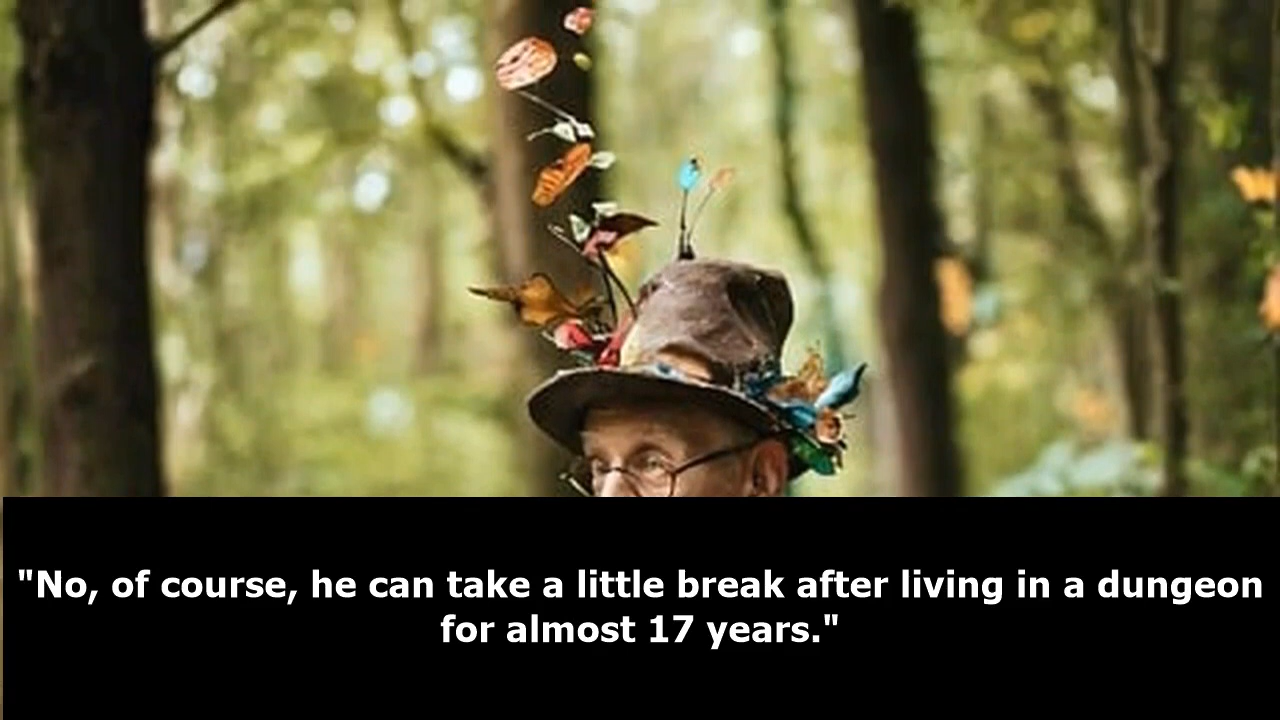 "No, of course, he can take a little break after living in a dungeon
for almost 17 years."